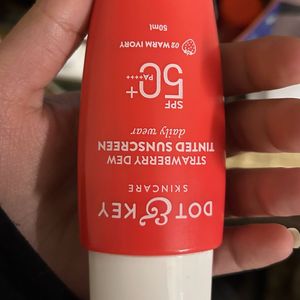 DOT & KEY
SKINCARE
STRAWBERRY DEW
TINTED SUNSCREEN
daily wear
SPF 50+
PA++++
02 WARM IVORY
50ml